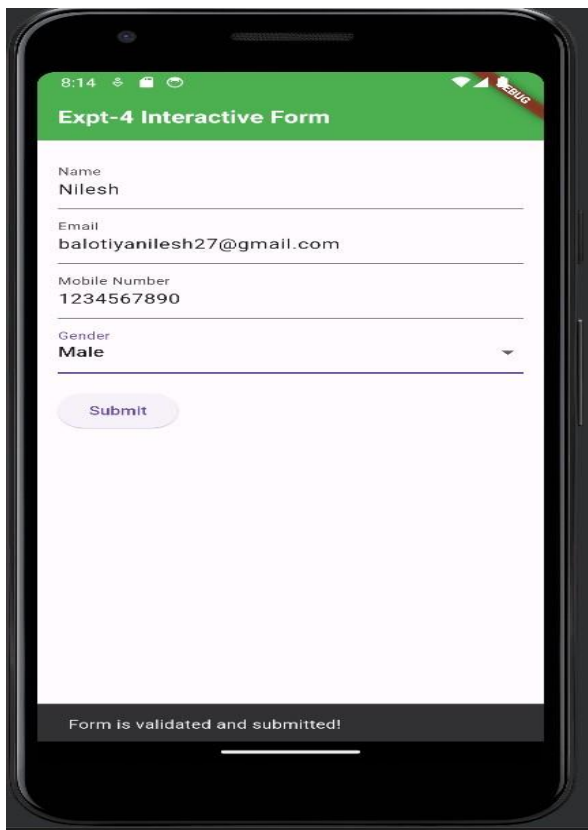 8:14
DEBUG
Expt-4 Interactive Form
Name
Nilesh
Email
balotiyanilesh27@gmail.com
Mobile Number
1234567890
Gender
Male
Submit
Form is validated and submitted!